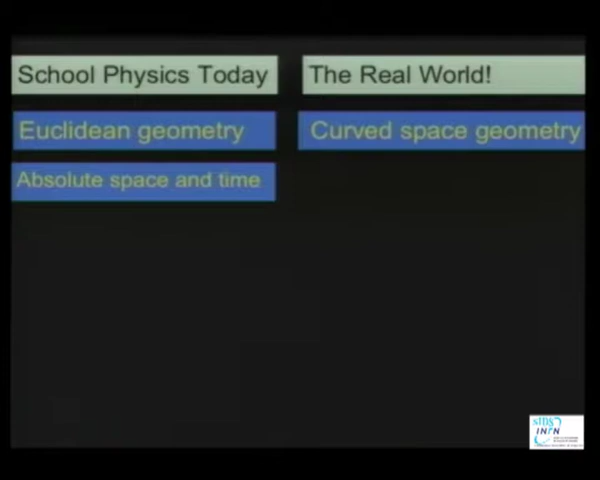 School Physics Today
The Real World!
Euclidean geometry
Curved space geometry
Absolute space and time
INFN